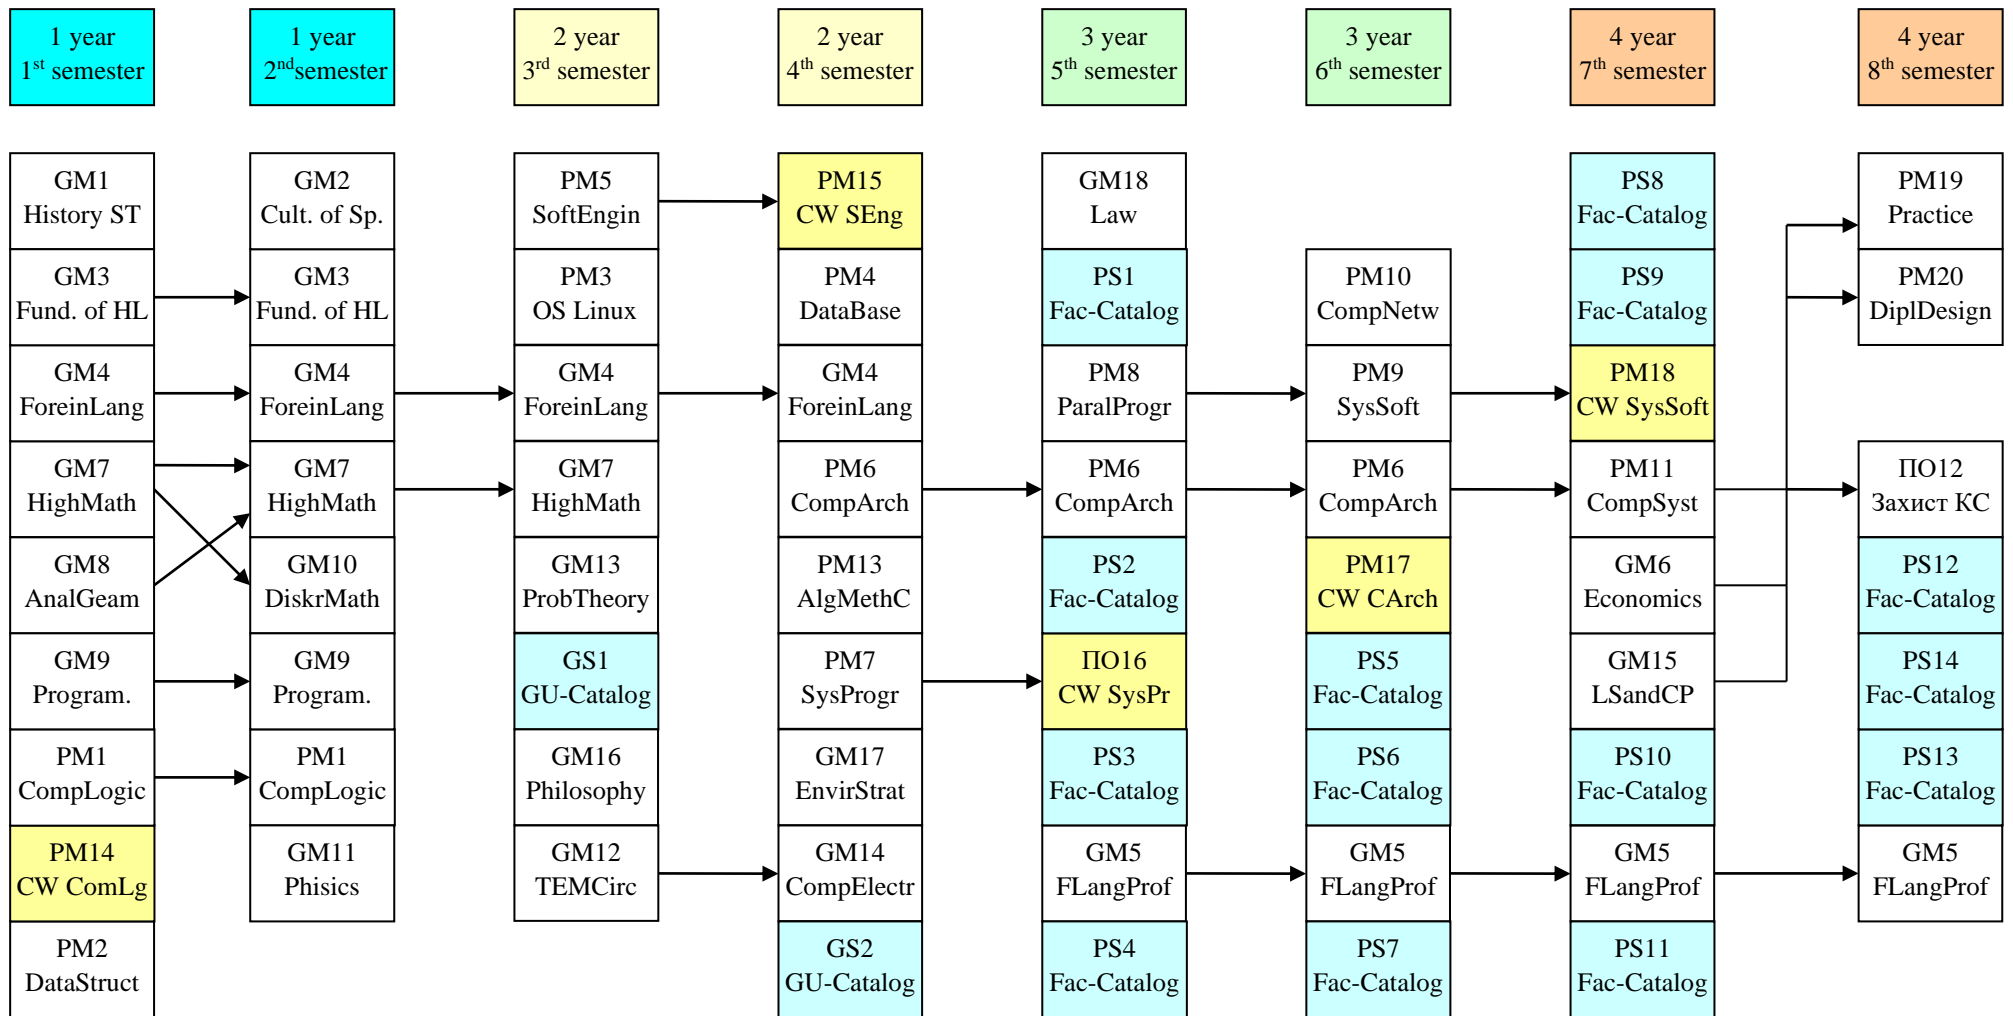 1 year
1st semester
1 year
2ndsemester
2 year
3rd semester
2 year
4th semester
3 year
5th semester
3 year
6th semester
4 year
7th semester
4 year
8th semester
GM1
History ST
GM3
Fund. of HL
GM4
ForeinLang
GM7
HighMath
GM8
AnalGeam
GM9
Program.
PM1
CompLogic
PM14
CW ComLg
PM2
DataStruct
GM2
Cult. of Sp.
GM3
Fund. of HL
GM4
ForeinLang
GM7
HighMath
GM10
DiskrMath
GM9
Program.
PM1
CompLogic
GM11
Phisics
PM5
SoftEngin
PM3
OS Linux
GM4
ForeinLang
GM7
HighMath
GM13
ProbTheory
GS1
GU-Catalog
GM16
Philosophy
GM12
TEMCirc
PM15
CW SEng
PM4
DataBase
GM4
ForeinLang
PM6
CompArch
PM13
AlgMethC
PM7
SysProgr
GM17
EnvirStrat
GM14
CompElectr
GS2
GU-Catalog
GM18
Law
PS1
Fac-Catalog
PM8
ParalProgr
PM6
CompArch
PS2
Fac-Catalog
ПО16
CW SysPr
PS3
Fac-Catalog
GM5
FLangProf
PS4
Fac-Catalog
PM10
CompNetw
PM9
SysSoft
PM6
CompArch
PM17
CW CArch
PS5
Fac-Catalog
PS6
Fac-Catalog
GM5
FLangProf
PS7
Fac-Catalog
PS8
Fac-Catalog
PS9
Fac-Catalog
PM18
CW SysSoft
PM11
CompSyst
GM6
Economics
GM15
LSandCP
PS10
Fac-Catalog
GM5
FLangProf
PS11
Fac-Catalog
PM19
Practice
PM20
DiplDesign
ПО12
Захист КС
PS12
Fac-Catalog
PS14
Fac-Catalog
PS13
Fac-Catalog
GM5
FLangProf